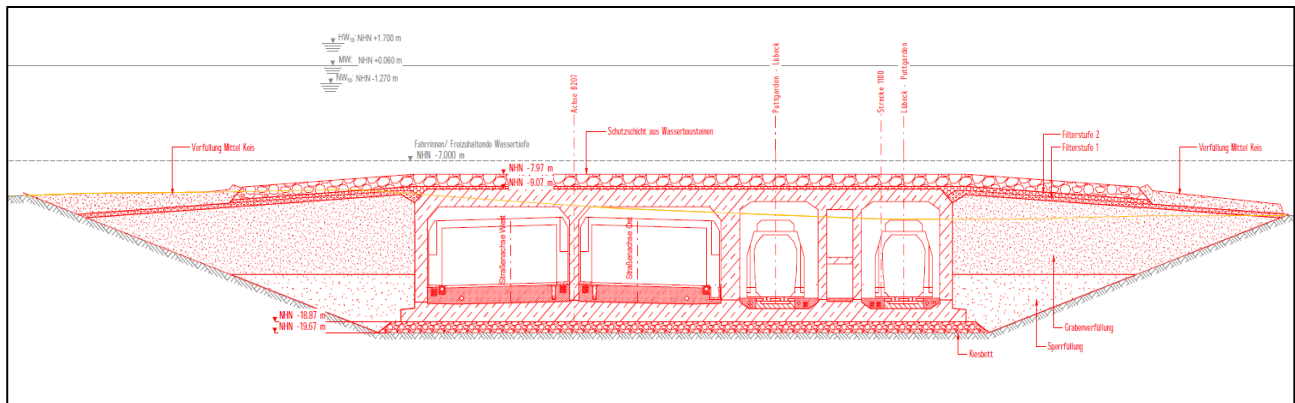 HW10: NHN +1.700 m
MW: NHN +0.060 m
NW10: NHN -1.270 m
Achse B207
Puttgarden - Lübeck
Strecke 1100
Lübeck - Puttgarden
Schutzschicht aus Wasserbausteinen
Fahrrinnen/ Freizuhaltende Wassertiefe
NHN -7.000 m
Verfüllung Mittel Keis
Filterstufe 2
Filterstufe 1
Verfüllung Mittel Keis
NHN -7.97 m
NHN -9.07 m
Straßenachse West
Straßenachse Ost
NHN -18.87 m
NHN -19.67 m
Grabenverfüllung
Sperrfüllung
Kiesbett